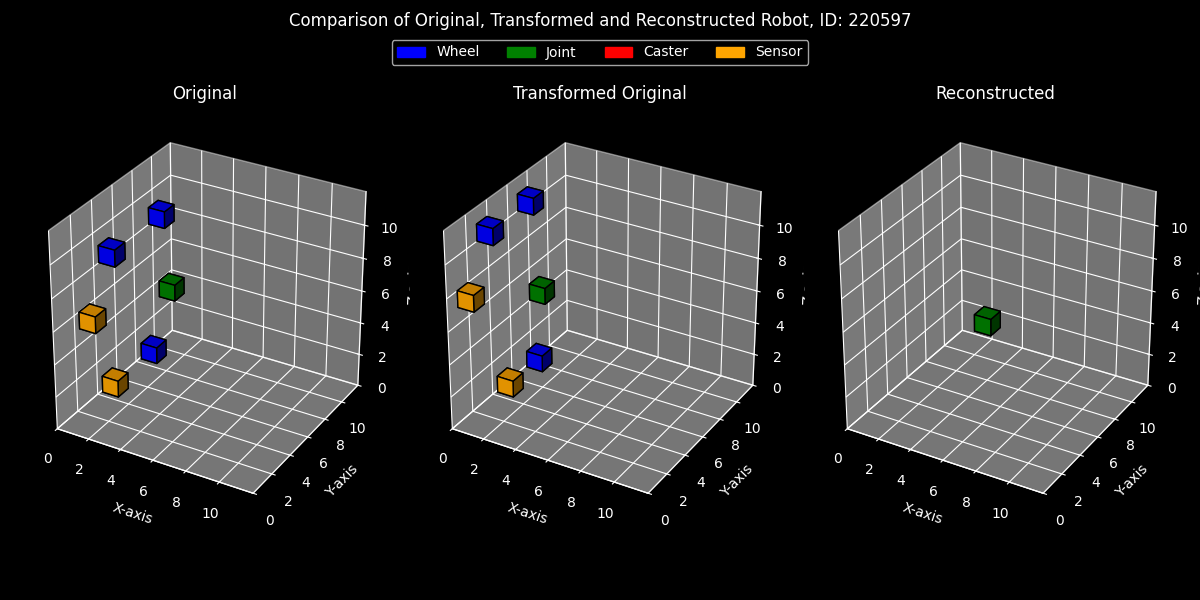 Comparison of Original, Transformed and Reconstructed Robot, ID: 220597
Wheel Joint Caster Sensor
Original Transformed Original Reconstructed
10 10 10
8 8 8
6 6 6
4 4 4
2 2 2
0 0 0
0 2 4 6 8 10 X-axis 0 2 4 6 8 10 Y-axis
0 2 4 6 8 10 X-axis 0 2 4 6 8 10 Y-axis
0 2 4 6 8 10 X-axis 0 2 4 6 8 10 Y-axis